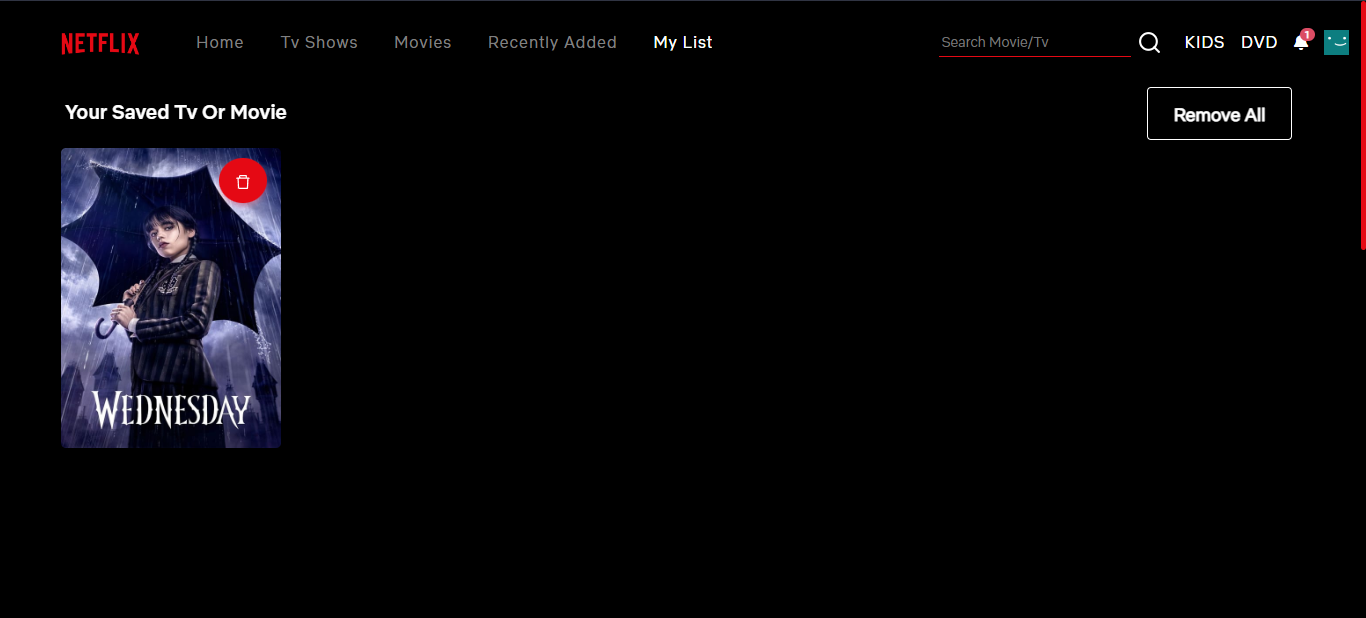 NETFLIX Home Tv Shows Movies Recently Added My List Search Movie/Tv KIDS DVD 1
Your Saved Tv Or Movie Remove All
WEDNESDAY